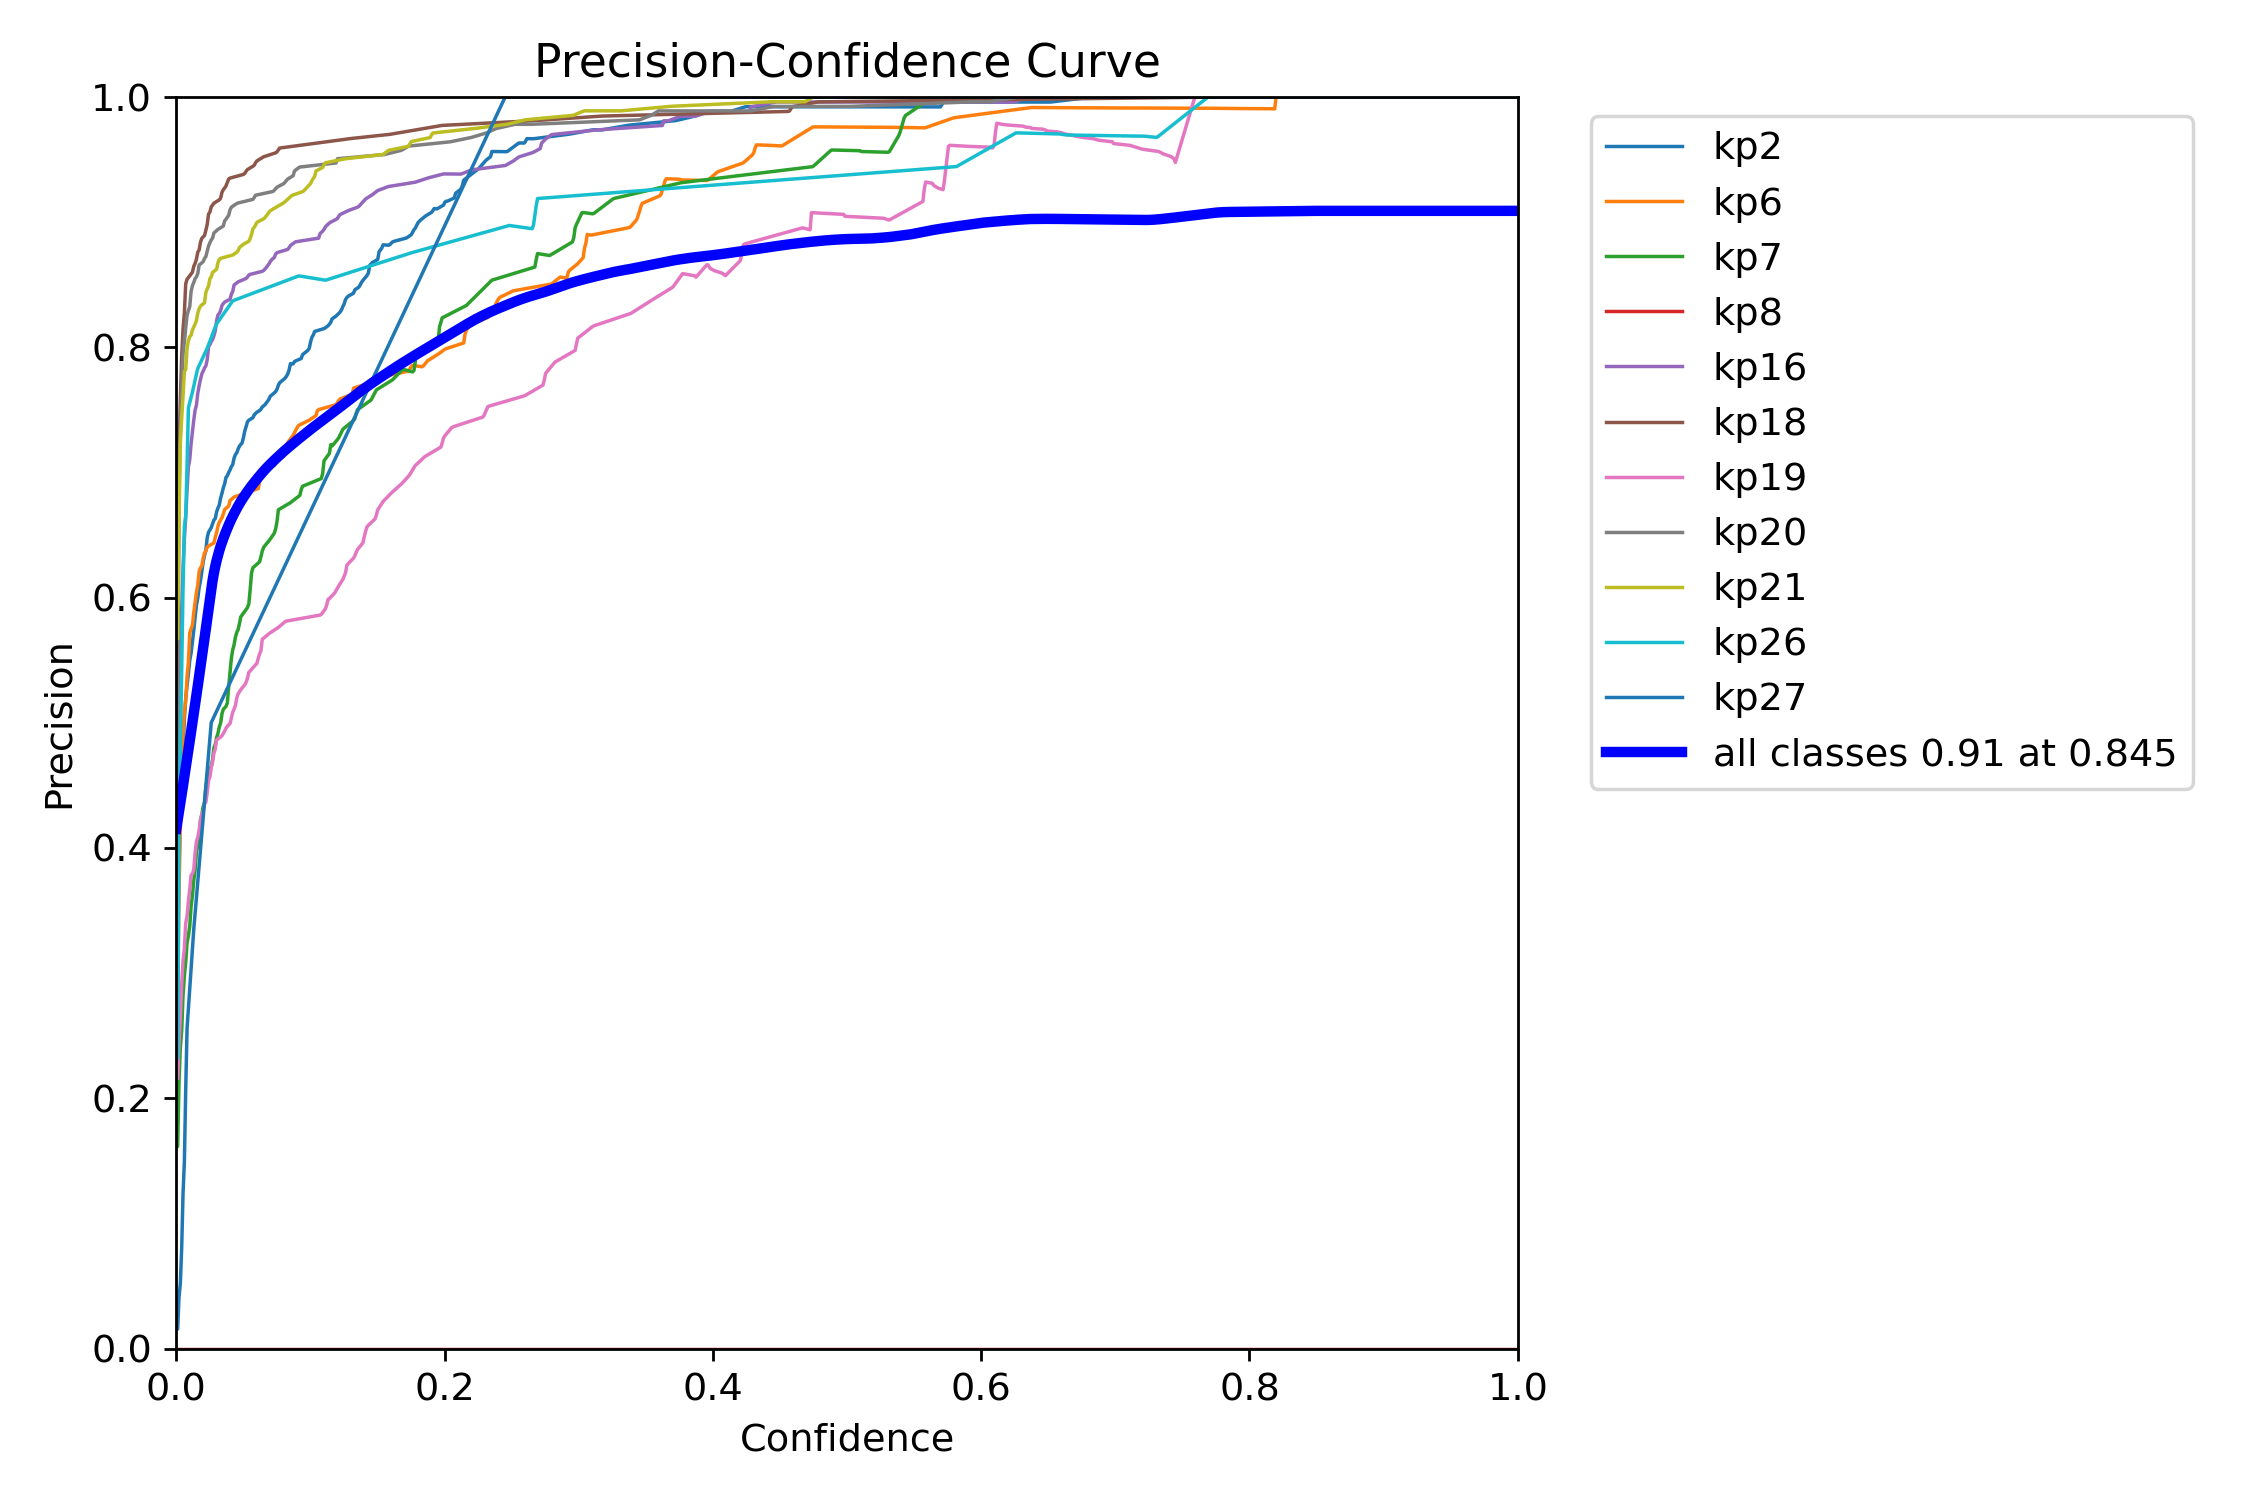 Precision-Confidence Curve
1.0
0.8
0.6
0.4
0.2
0.0
Precision
0.0 0.2 0.4 0.6 0.8 1.0
Confidence
kp2
kp6
kp7
kp8
kp16
kp18
kp19
kp20
kp21
kp26
kp27
all classes 0.91 at 0.845